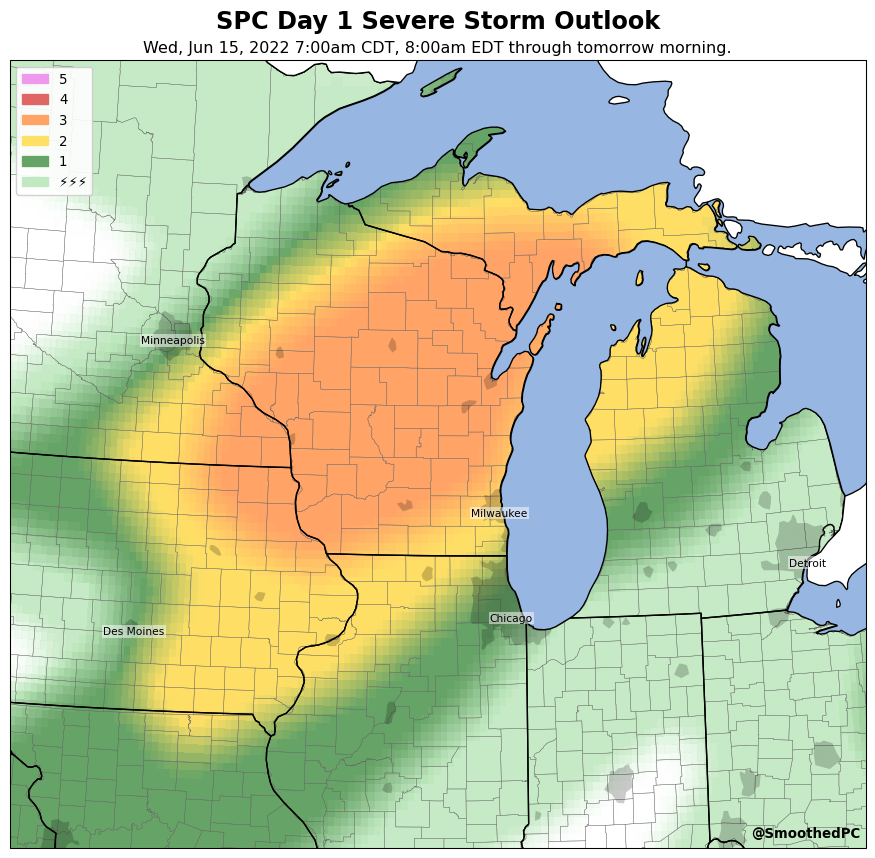 SPC Day 1 Severe Storm Outlook
Wed, Jun 15, 2022 7:00am CDT, 8:00am EDT through tomorrow morning.
5
4
3
2
1
⚡⚡⚡
Minneapolis
Milwaukee
Detroit
Chicago
Des Moines
@SmoothedPC